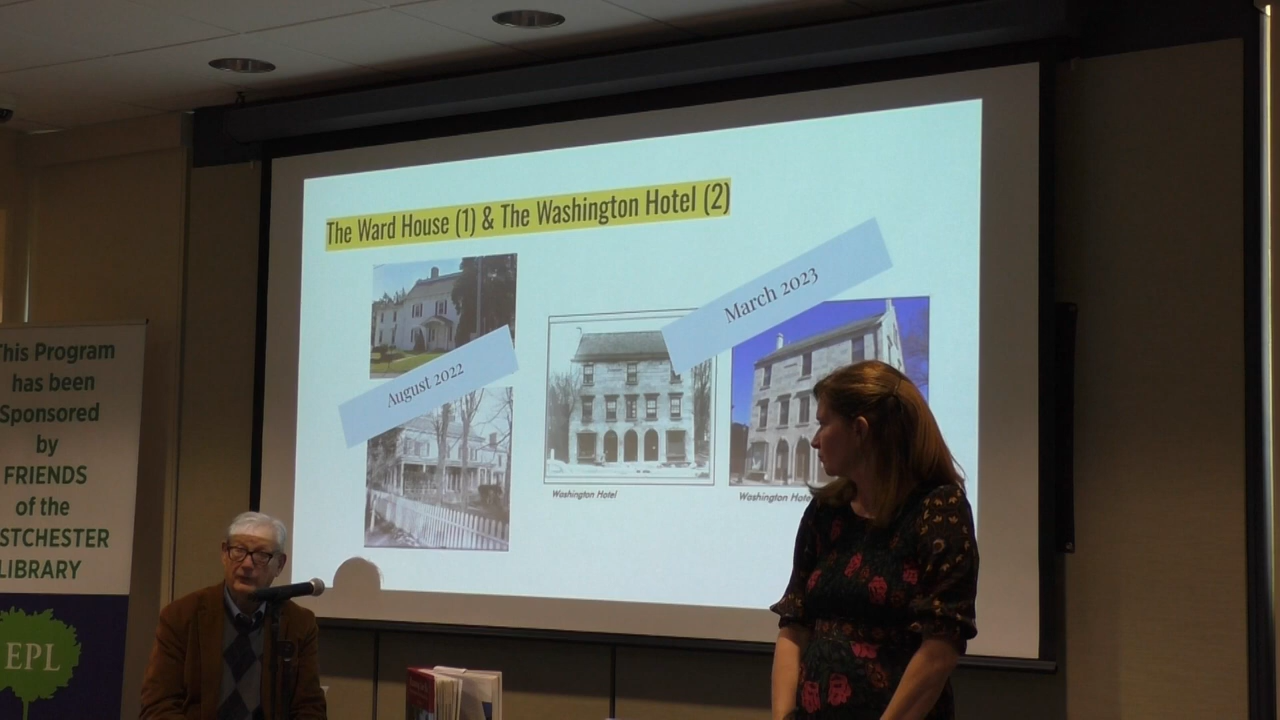 The Ward House (1) & The Washington Hotel (2)
March 2023
August 2022
Washington Hotel
Washington Hote
This Program
has been
Sponsored
by
FRIENDS
of the
STCHESTER
LIBRARY
EPL